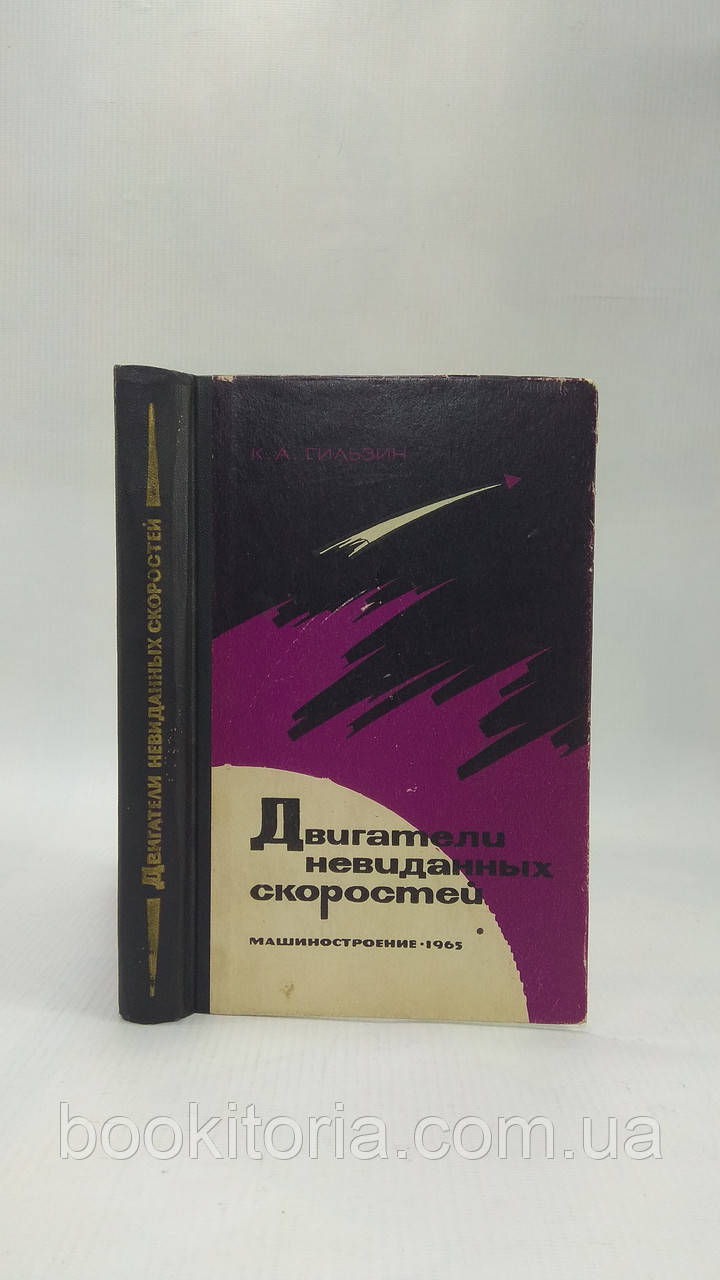 Двигатели невиданных скоростей
К. А. ГИЛЬЗИН
Двигатели
невиданных
скоростей
МАШИНОСТРОЕНИЕ · 1965
bookitoria.com.ua